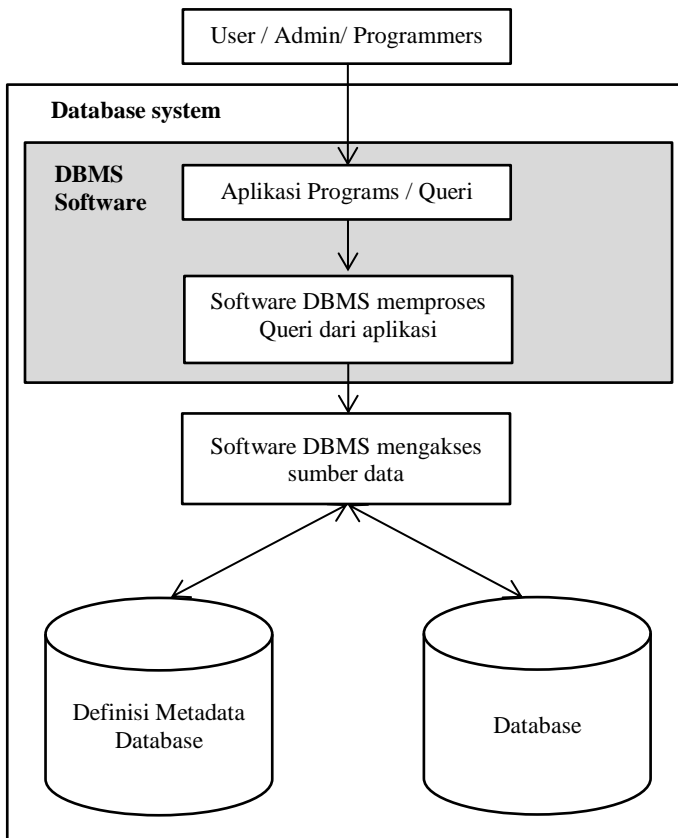 User / Admin/ Programmers
Database system
DBMS
Software
Aplikasi Programs / Queri
Software DBMS memproses
Queri dari aplikasi
Software DBMS mengakses
sumber data
Definisi Metadata
Database
Database